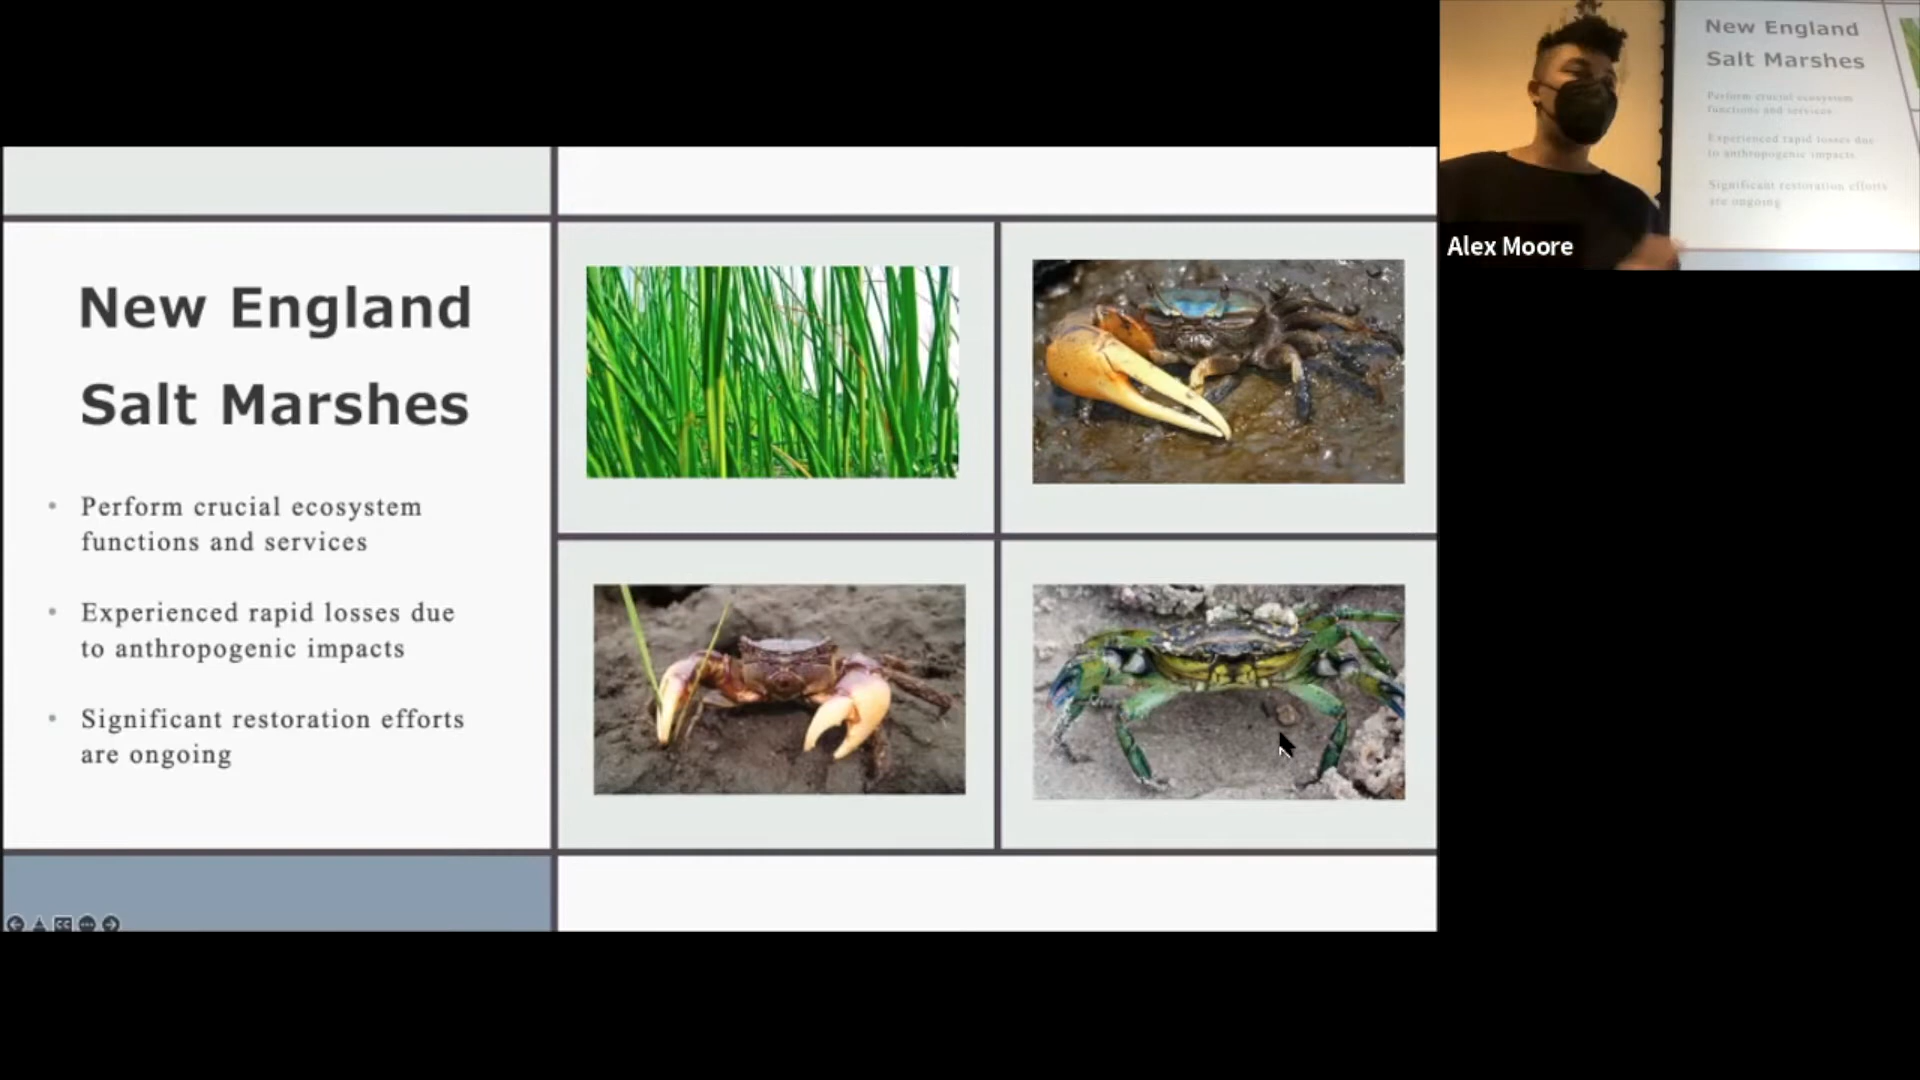 New England
Salt Marshes
• Perform crucial ecosystem
functions and services
• Experienced rapid losses due
to anthropogenic impacts
• Significant restoration efforts
are ongoing
New England
Salt Marshes
Perform crucial ecosystem
functions and services
Experienced rapid losses due
to anthropogenic impacts
Significant restoration efforts
are ongoing
Alex Moore